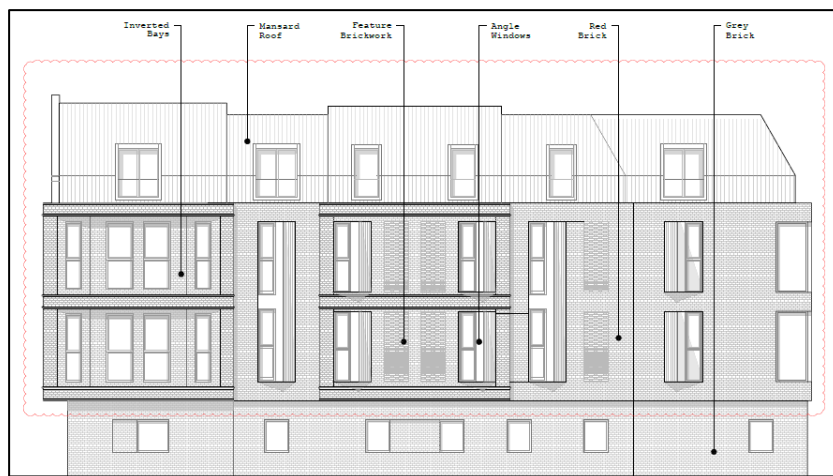 Inverted
Bays
Mansard
Roof
Feature
Brickwork
Angle
Windows
Red
Brick
Grey
Brick